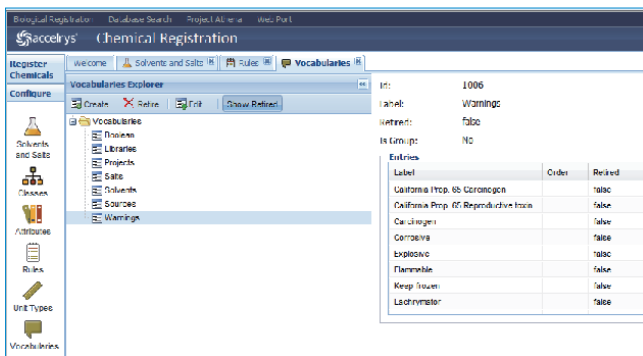 Biological Registration Database Search Project Athena Web Port
accelrys Chemical Registration
Register Chemicals
Configure
Solvents and Salts
Classes
Attributes
Rules
Unit Types
Vocabularies
Welcome Solvents and Salts Rules Vocabularies
Vocabularies Explorer
Create Retire Edit Show Retired
Vocabularies
Boolean
Libraries
Projects
Salts
Solvents
Sources
Warnings
Id: 1006
Label: Warnings
Retired: false
Is Group: No
Entries
Label Order Retired
California Prop. 65 Carcinogen false
California Prop. 65 Reproductive toxin false
Carcinogen false
Corrosive false
Explosive false
Flammable false
Keep frozen false
Lachrymator false